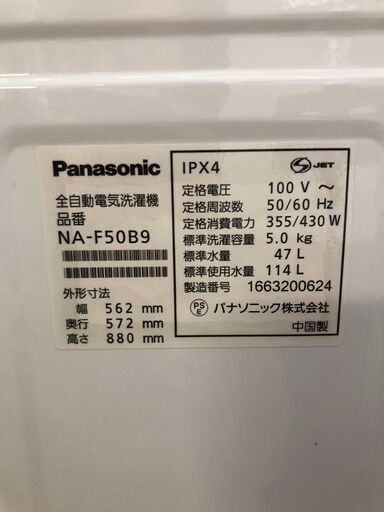 Panasonic
全自動電気洗濯機
品番
NA-F50B9
外形寸法
幅 562 mm
奥行 572 mm
高さ 880 mm
IPX4
S JET
定格電圧 100 V ～
定格周波数 50/60 Hz
定格消費電力 355/430 W
標準洗濯容量 5.0 kg
標準水量 47 L
標準使用水量 114 L
製造番号 1663200624
PS E パナソニック株式会社
中国製